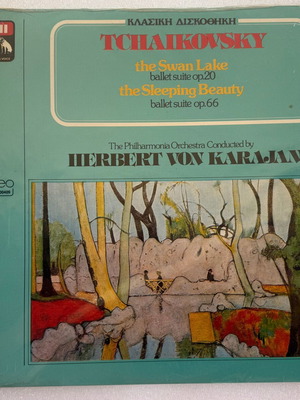 ΚΛΑΣΙΚΗ ΔΙΣΚΟΘΗΚΗ
TCHAIKOVSKY
the Swan Lake
ballet suite op.20
the Sleeping Beauty
ballet suite op.66
The Philharmonia Orchestra Conducted by
HERBERT VON KARAJAN